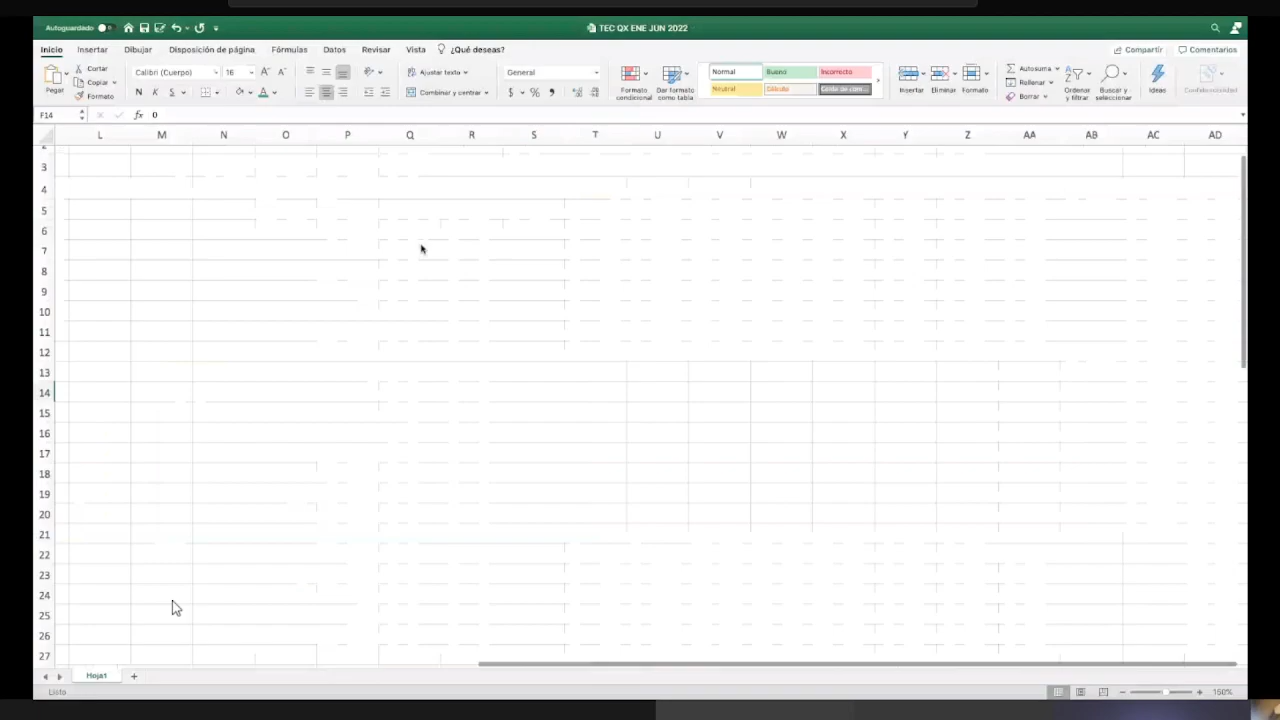 Autoguardado
TEC QX ENE JUN 2022
Inicio Insertar Dibujar Disposición de página Fórmulas Datos Revisar Vista ¿Qué deseas? Compartir Comentarios
Pegar Cortar Copiar Formato
Calibri (Cuerpo) 16
N
Ajustar texto
Combinar y centrar
General
$ %
Formato condicional
Dar formato como tabla
Normal Bueno Incorrecto
Neutral Cálculo Celda de com...
Insertar Eliminar Formato
Autosuma
Rellenar
Borrar
Ordenar y filtrar
Buscar y seleccionar
Ideas
Confidencialidad
F14 fx 0
L M N O P Q R S T U V W X Y Z AA AB AC AD
3
4
5
6
7
8
9
10
11
12
13
14
15
16
17
18
19
20
21
22
23
24
25
26
27
Hoja1 +
Listo 150%